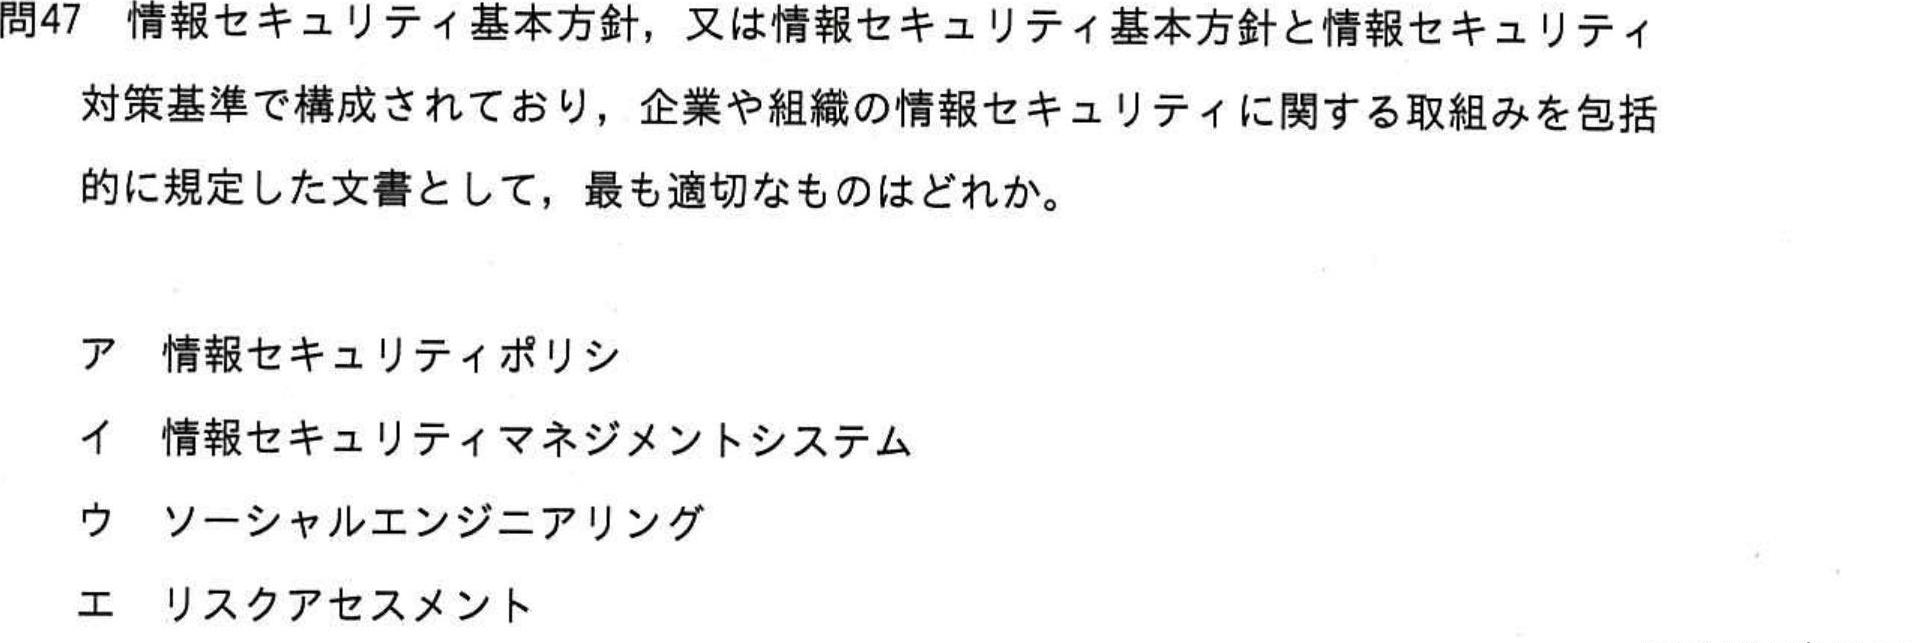 問47 情報セキュリティ基本方針，又は情報セキュリティ基本方針と情報セキュリティ
対策基準で構成されており，企業や組織の情報セキュリティに関する取組みを包括
的に規定した文書として，最も適切なものはどれか。
ア 情報セキュリティポリシ
イ 情報セキュリティマネジメントシステム
ウ ソーシャルエンジニアリング
エ リスクアセスメント